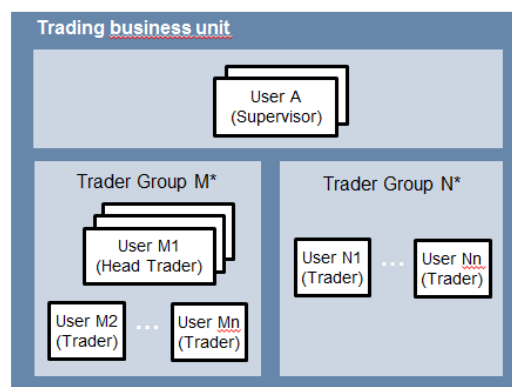 Trading business unit
User A
(Supervisor)
Trader Group M*
User M1
(Head Trader)
User M2
(Trader)
...
User Mn
(Trader)
Trader Group N*
User N1
(Trader)
...
User Nn
(Trader)